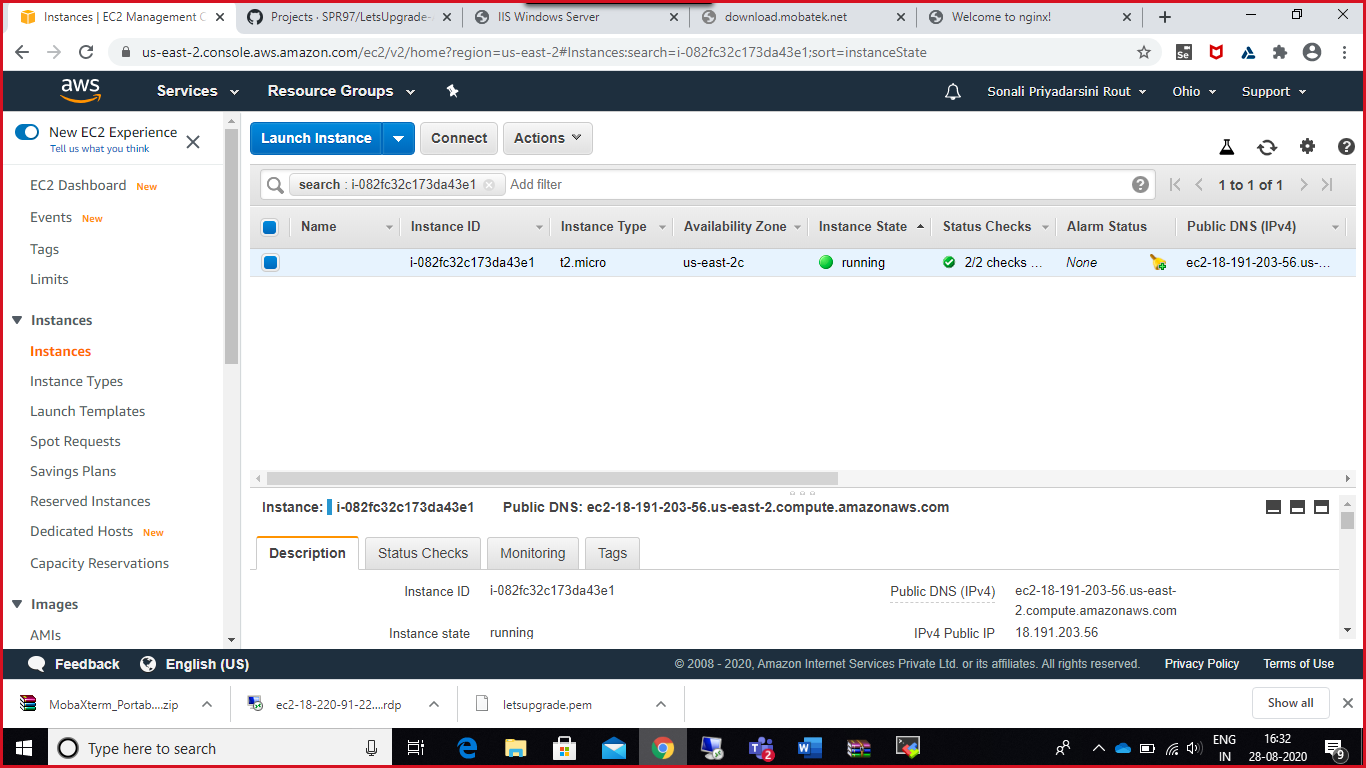 Instances | EC2 Management C
Projects · SPR97/LetsUpgrade-
IIS Windows Server
download.mobatek.net
Welcome to nginx!
us-east-2.console.aws.amazon.com/ec2/v2/home?region=us-east-2#Instances:search=i-082fc32c173da43e1;sort=instanceState
Se
aws
Services
Resource Groups
Sonali Priyadarsini Rout
Ohio
Support
New EC2 Experience
Tell us what you think
EC2 Dashboard New
Events New
Tags
Limits
Instances
Instances
Instance Types
Launch Templates
Spot Requests
Savings Plans
Reserved Instances
Dedicated Hosts New
Capacity Reservations
Images
AMIs
Launch Instance
Connect
Actions
search : i-082fc32c173da43e1 Add filter
1 to 1 of 1
Name Instance ID Instance Type Availability Zone Instance State Status Checks Alarm Status Public DNS (IPv4)
i-082fc32c173da43e1 t2.micro us-east-2c running 2/2 checks ... None ec2-18-191-203-56.us-...
Instance: i-082fc32c173da43e1 Public DNS: ec2-18-191-203-56.us-east-2.compute.amazonaws.com
Description Status Checks Monitoring Tags
Instance ID i-082fc32c173da43e1
Public DNS (IPv4) ec2-18-191-203-56.us-east-
2.compute.amazonaws.com
Instance state running
IPv4 Public IP 18.191.203.56
Feedback English (US)
© 2008 - 2020, Amazon Internet Services Private Ltd. or its affiliates. All rights reserved. Privacy Policy Terms of Use
MobaXterm_Portab....zip
ec2-18-220-91-22....rdp
letsupgrade.pem
Show all
Type here to search
2
ENG
IN
16:32
28-08-2020
9